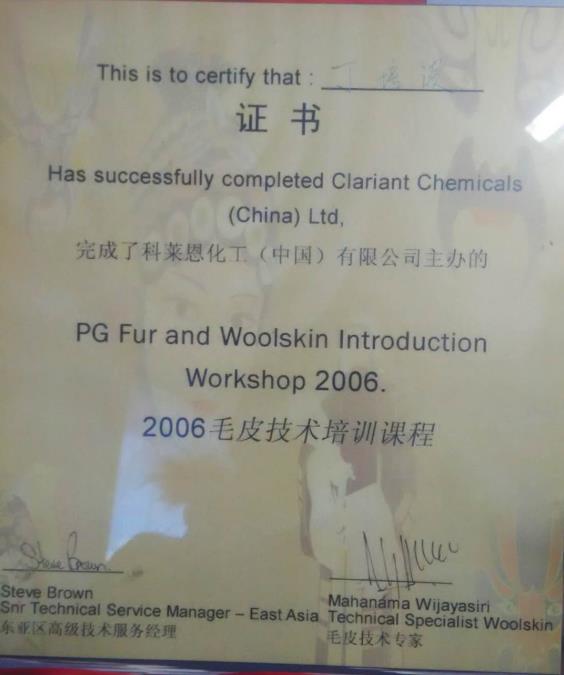 This is to certify that : 丁培
证 书
Has successfully completed Clariant Chemicals
(China) Ltd,
完成了科莱恩化工（中国）有限公司主办的
PG Fur and Woolskin Introduction
Workshop 2006.
2006毛皮技术培训课程
Steve Brown
Steve Brown
Snr Technical Service Manager – East Asia
东亚区高级技术服务经理
Mahanama Wijayasiri
Technical Specialist Woolskin
毛皮技术专家